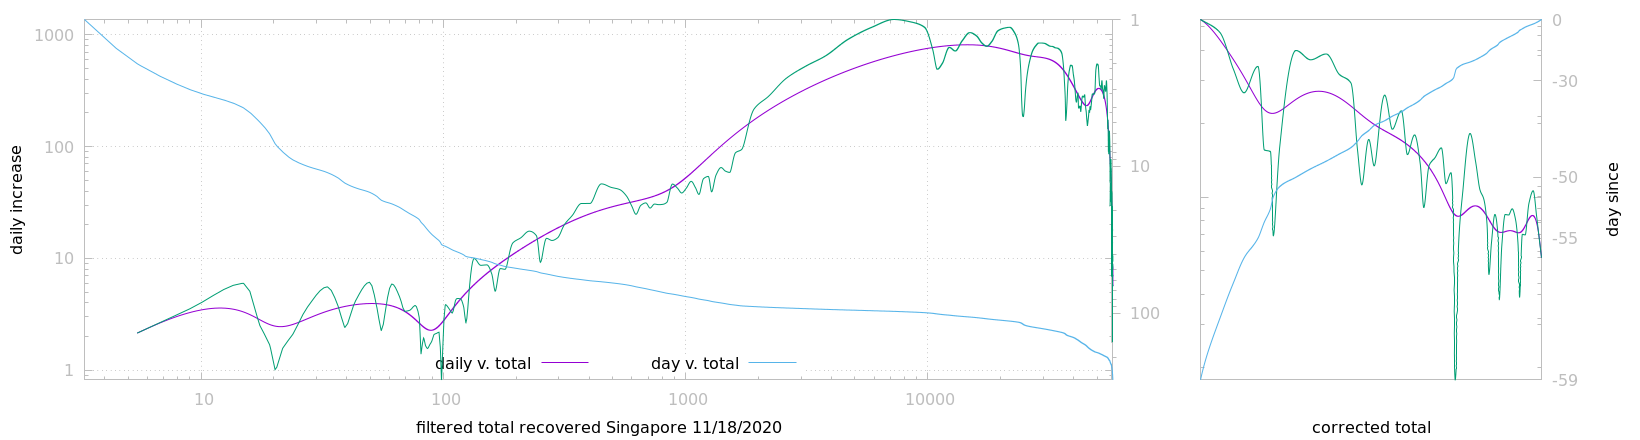 1000
100
10
1
daily increase
10
100
1000
10000
1
10
100
daily v. total
day v. total
filtered total recovered Singapore 11/18/2020
0
-30
-50
-55
-59
day since
corrected total